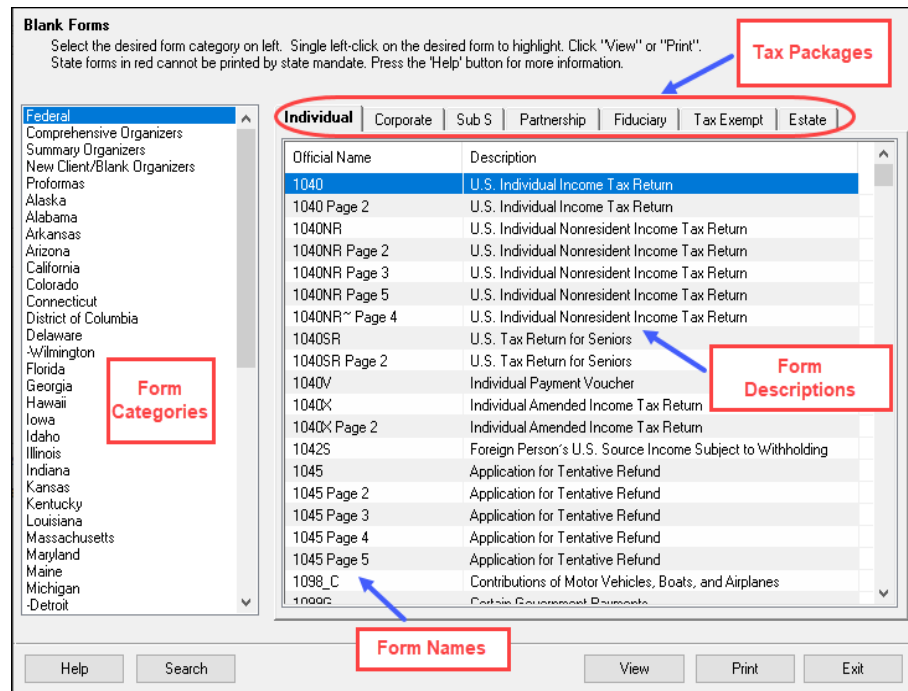 Blank Forms
Select the desired form category on left. Single left-click on the desired form to highlight. Click "View" or "Print".
State forms in red cannot be printed by state mandate. Press the 'Help' button for more information.
Tax Packages
Federal
Comprehensive Organizers
Summary Organizers
New Client/Blank Organizers
Proformas
Alaska
Alabama
Arkansas
Arizona
California
Colorado
Connecticut
District of Columbia
Delaware
-Wilmington
Florida
Georgia
Hawaii
Iowa
Idaho
Illinois
Indiana
Kansas
Kentucky
Louisiana
Massachusetts
Maryland
Maine
Michigan
-Detroit
Form
Categories
Individual Corporate Sub S Partnership Fiduciary Tax Exempt Estate
Official Name Description
1040 U.S. Individual Income Tax Return
1040 Page 2 U.S. Individual Income Tax Return
1040NR U.S. Individual Nonresident Income Tax Return
1040NR Page 2 U.S. Individual Nonresident Income Tax Return
1040NR Page 3 U.S. Individual Nonresident Income Tax Return
1040NR Page 5 U.S. Individual Nonresident Income Tax Return
1040NR~ Page 4 U.S. Individual Nonresident Income Tax Return
1040SR U.S. Tax Return for Seniors
1040SR Page 2 U.S. Tax Return for Seniors
1040V Individual Payment Voucher
1040X Individual Amended Income Tax Return
1040X Page 2 Individual Amended Income Tax Return
1042S Foreign Person's U.S. Source Income Subject to Withholding
1045 Application for Tentative Refund
1045 Page 2 Application for Tentative Refund
1045 Page 3 Application for Tentative Refund
1045 Page 4 Application for Tentative Refund
1045 Page 5 Application for Tentative Refund
1098_C Contributions of Motor Vehicles, Boats, and Airplanes
1099G Certain Government Payments
Form
Descriptions
Form Names
Help Search View Print Exit